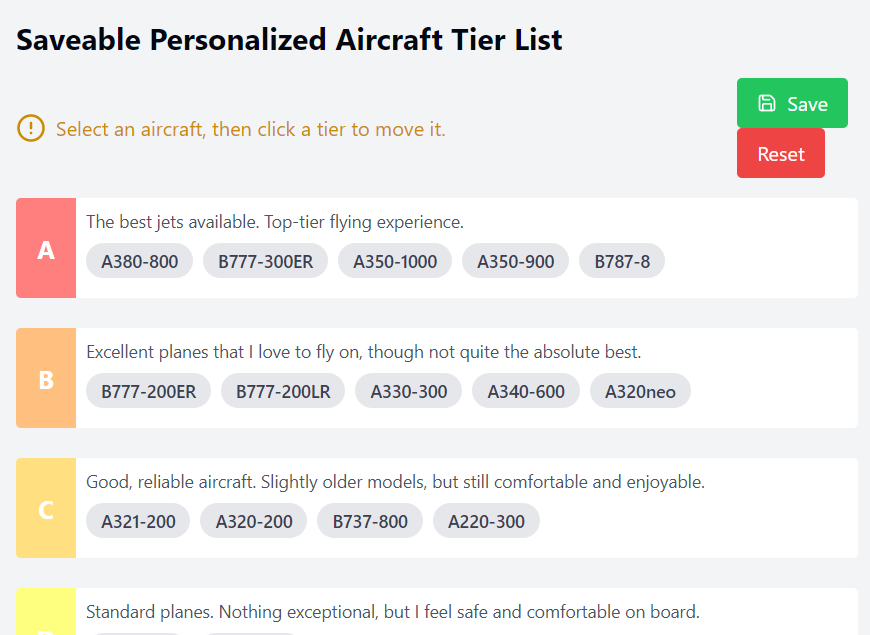 Saveable Personalized Aircraft Tier List
Select an aircraft, then click a tier to move it.
Save
Reset
A
The best jets available. Top-tier flying experience.
A380-800 B777-300ER A350-1000 A350-900 B787-8
B
Excellent planes that I love to fly on, though not quite the absolute best.
B777-200ER B777-200LR A330-300 A340-600 A320neo
C
Good, reliable aircraft. Slightly older models, but still comfortable and enjoyable.
A321-200 A320-200 B737-800 A220-300
Standard planes. Nothing exceptional, but I feel safe and comfortable on board.